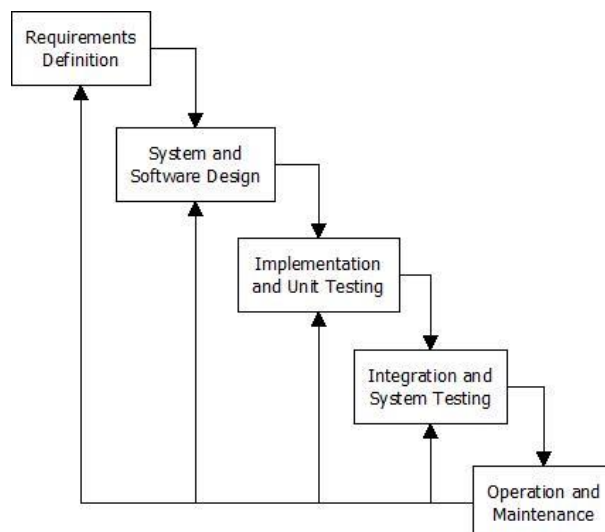 Requirements
Definition
System and
Software Design
Implementation
and Unit Testing
Integration and
System Testing
Operation and
Maintenance